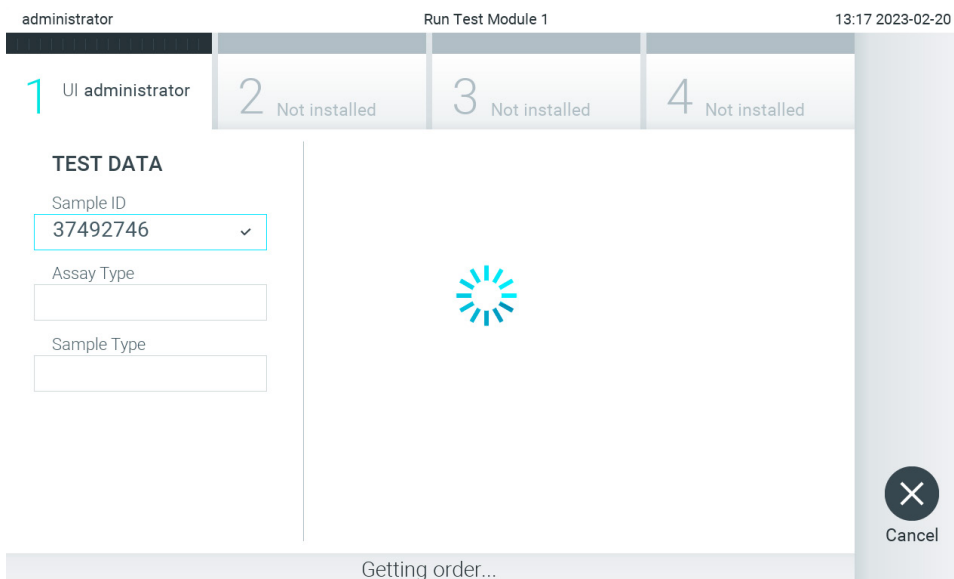 administrator Run Test Module 1 13:17 2023-02-20
1 UI administrator 2 Not installed 3 Not installed 4 Not installed
TEST DATA
Sample ID
37492746
Assay Type
Sample Type
Cancel
Getting order...